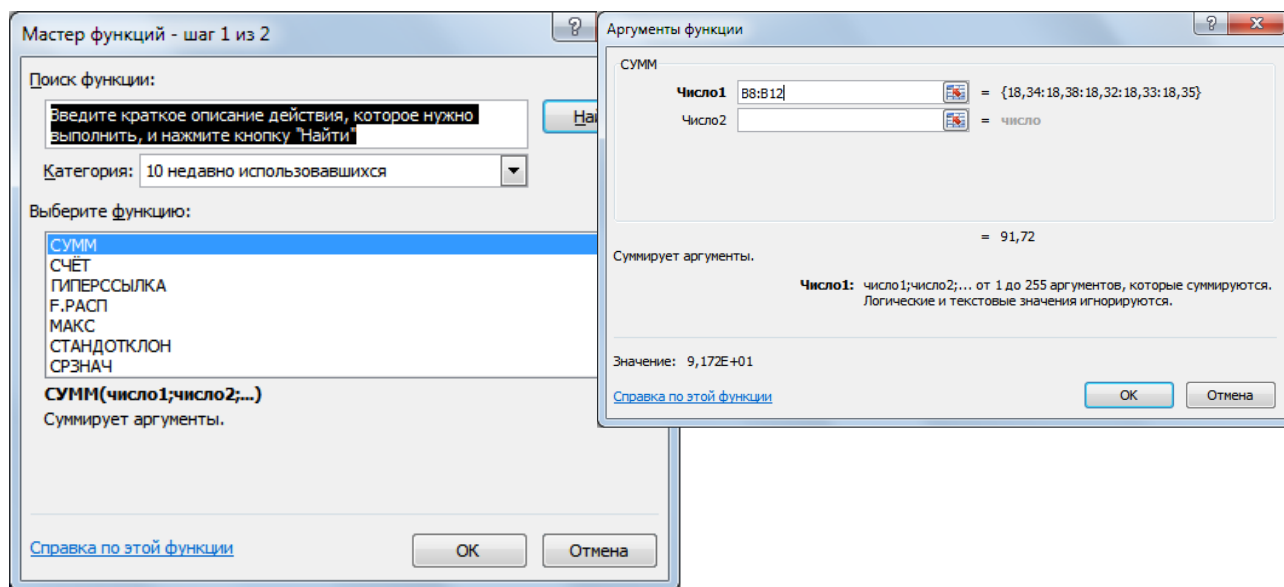 Мастер функций - шаг 1 из 2
Поиск функции:
Введите краткое описание действия, которое нужно
выполнить, и нажмите кнопку "Найти"
Категория: 10 недавно использовавшихся
Выберите функцию:
СУММ
СЧЁТ
ГИПЕРССЫЛКА
F.РАСП
МАКС
СТАНДОТКЛОН
СРЗНАЧ
СУММ(число1;число2;...)
Суммирует аргументы.
Справка по этой функции
ОК
Отмена
Аргументы функции
СУММ
Число1 B8:B12 = {18,34:18,38:18,32:18,33:18,35}
Число2 = число
= 91,72
Суммирует аргументы.
Число1: число1;число2;... от 1 до 255 аргументов, которые суммируются.
Логические и текстовые значения игнорируются.
Значение: 9,172E+01
Справка по этой функции
ОК
Отмена